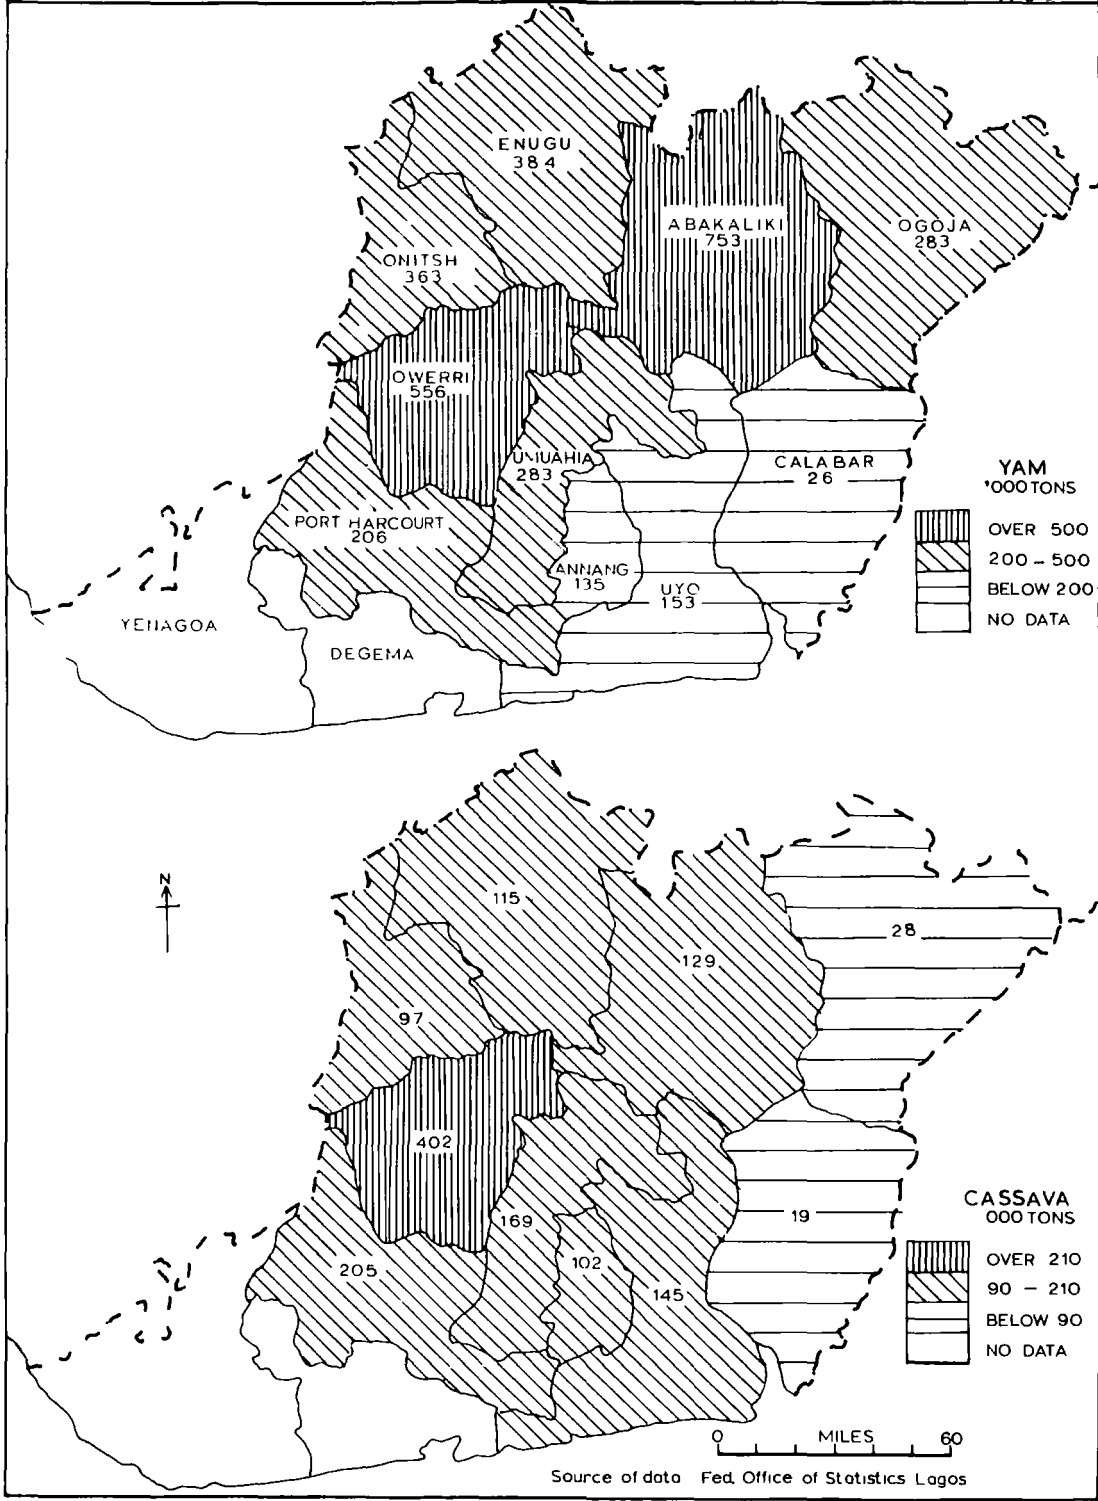 ENUGU
384
ABAKALIKI
753
OGOJA
283
ONITSH
363
OWERRI
556
UMUAHIA
283
CALABAR
26
PORT HARCOURT
206
ANNANG
135
UYO
153
YENAGOA
DEGEMA
YAM
'000 TONS
OVER 500
200 - 500
BELOW 200
NO DATA
N
115
129
28
97
402
169
19
102
205
145
CASSAVA
000 TONS
OVER 210
90 - 210
BELOW 90
NO DATA
0 MILES 60
Source of data Fed. Office of Statistics Lagos